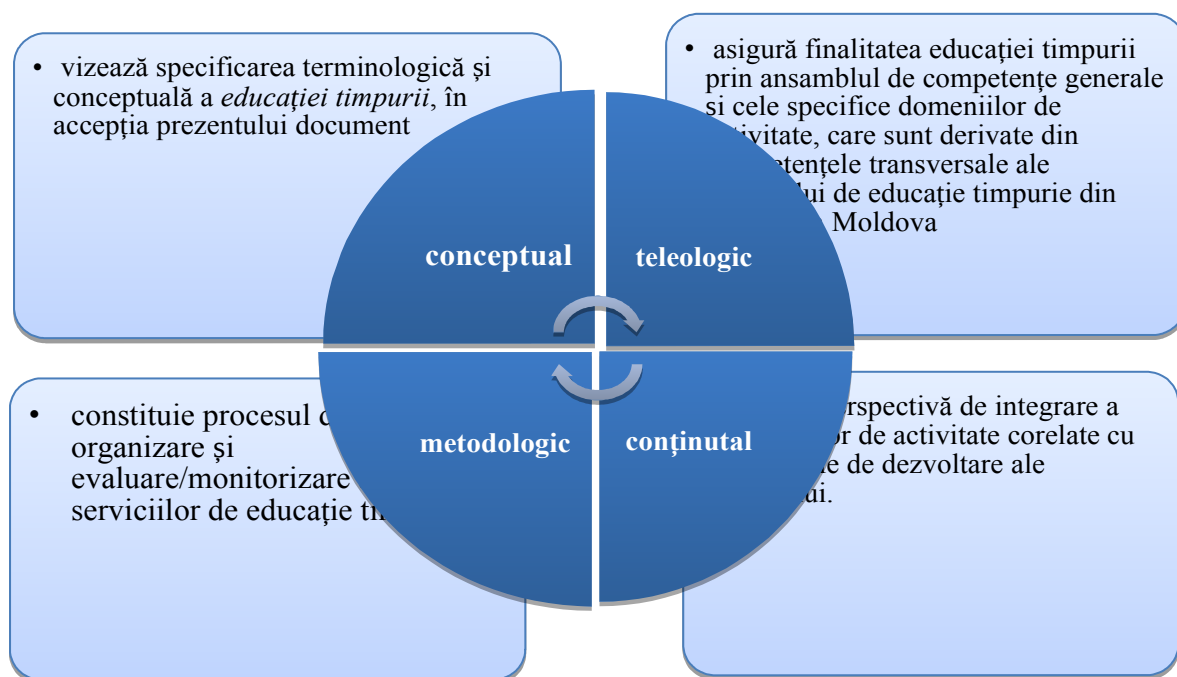 • vizează specificarea terminologică și
conceptuală a educației timpurii, în
accepția prezentului document
• asigură finalitatea educației timpurii
prin ansamblul de competențe generale
și cele specifice domeniilor de
care sunt derivate din
transversale ale
de educație timpurie din
Moldova
conceptual
teleologic
metodologic
conținutal
• constituie procesul
organizare și
evaluare/monitorizare
serviciilor de educație
de integrare a
de activitate corelate cu
de dezvoltare ale